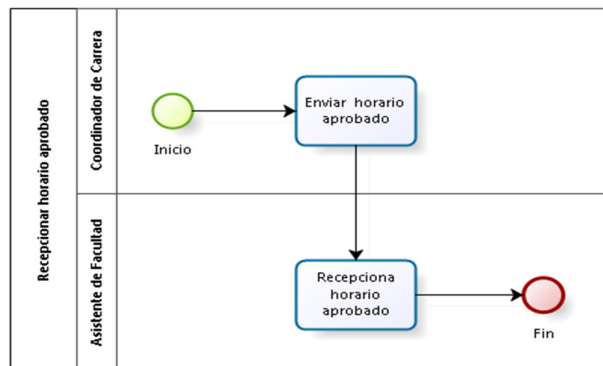 Recepcionar horario aprobado
Coordinador de Carrera
Inicio
Enviar horario
aprobado
Asistente de Facultad
Recepciona
horario
aprobado
Fin